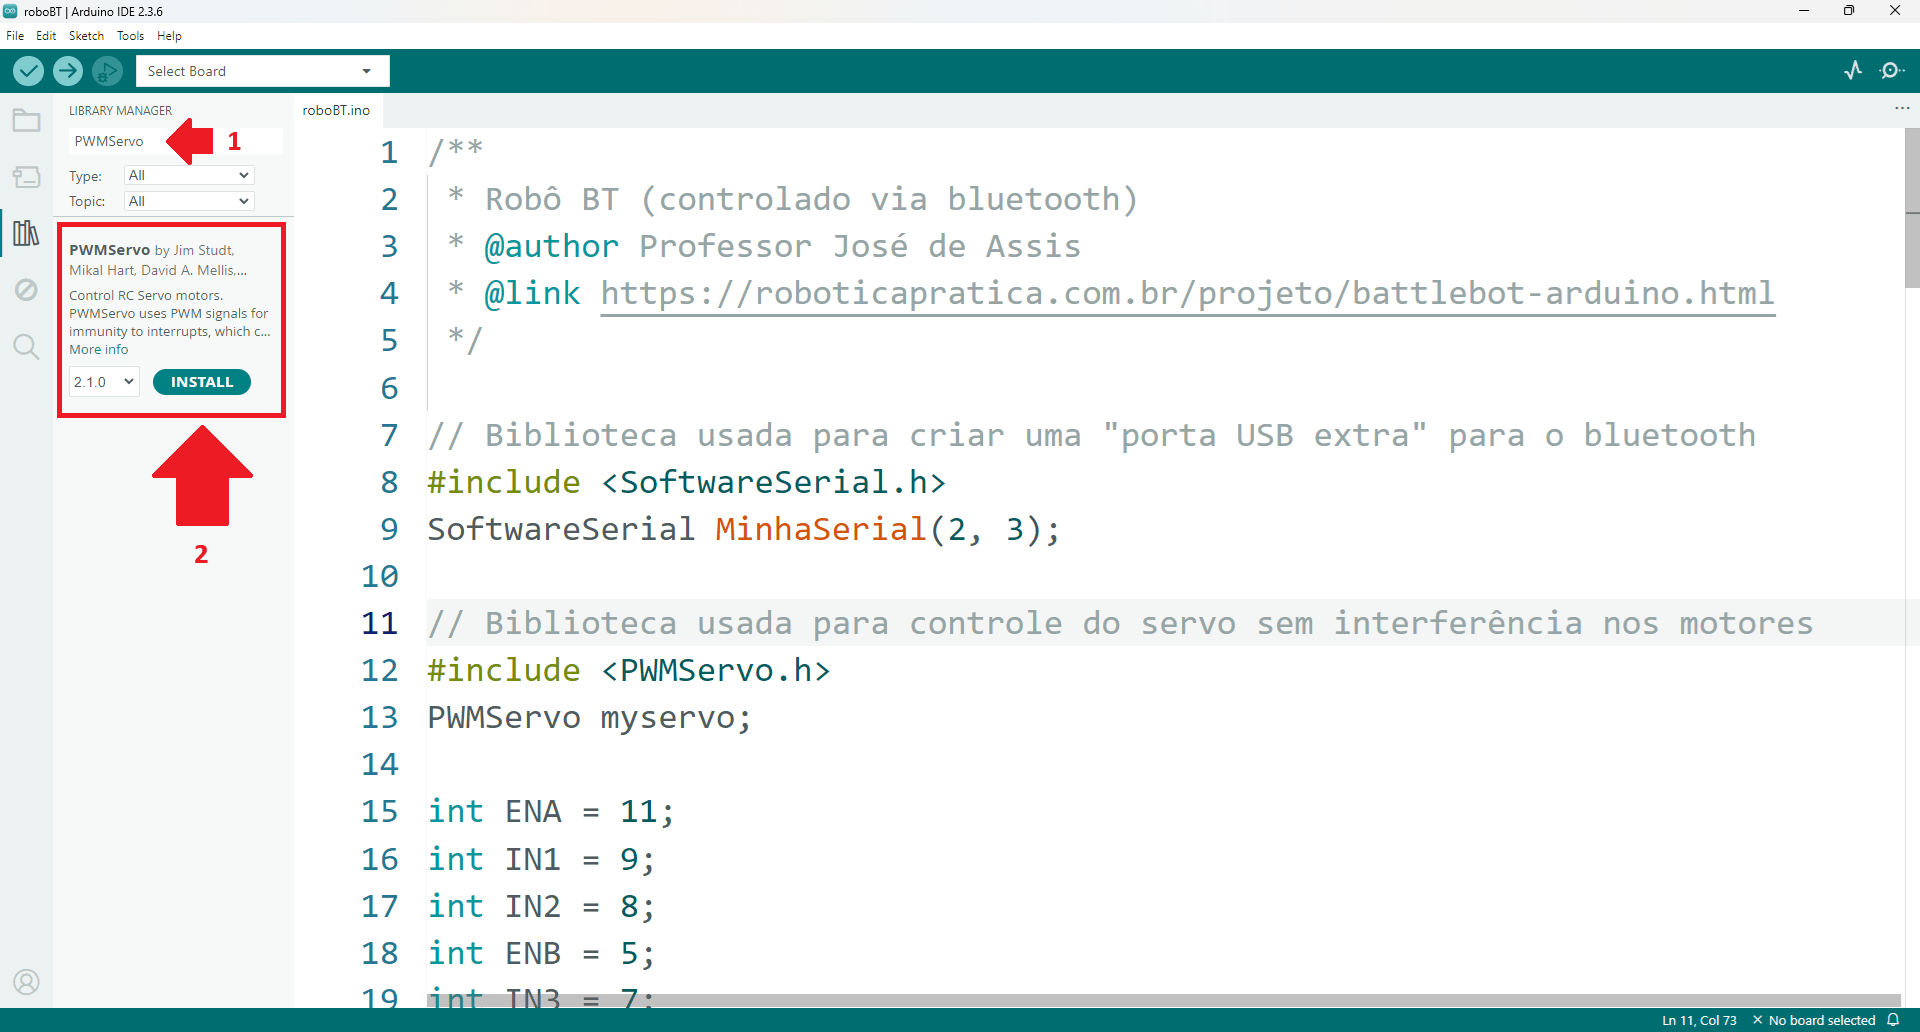 roboBT | Arduino IDE 2.3.6
File Edit Sketch Tools Help
Select Board
LIBRARY MANAGER
PWMServo
1
Type: All
Topic: All
PWMServo by Jim Studt,
Mikal Hart, David A. Mellis,...
Control RC Servo motors.
PWMServo uses PWM signals for
immunity to interrupts, which c...
More info
2.1.0 INSTALL
2
roboBT.ino
1 /**
2 * Robô BT (controlado via bluetooth)
3 * @author Professor José de Assis
4 * @link https://roboticapratica.com.br/projeto/battlebot-arduino.html
5 */
6
7 // Biblioteca usada para criar uma "porta USB extra" para o bluetooth
8 #include <SoftwareSerial.h>
9 SoftwareSerial MinhaSerial(2, 3);
10
11 // Biblioteca usada para controle do servo sem interferência nos motores
12 #include <PWMServo.h>
13 PWMServo myservo;
14
15 int ENA = 11;
16 int IN1 = 9;
17 int IN2 = 8;
18 int ENB = 5;
19 int IN3 = 7;
Ln 11, Col 73 × No board selected